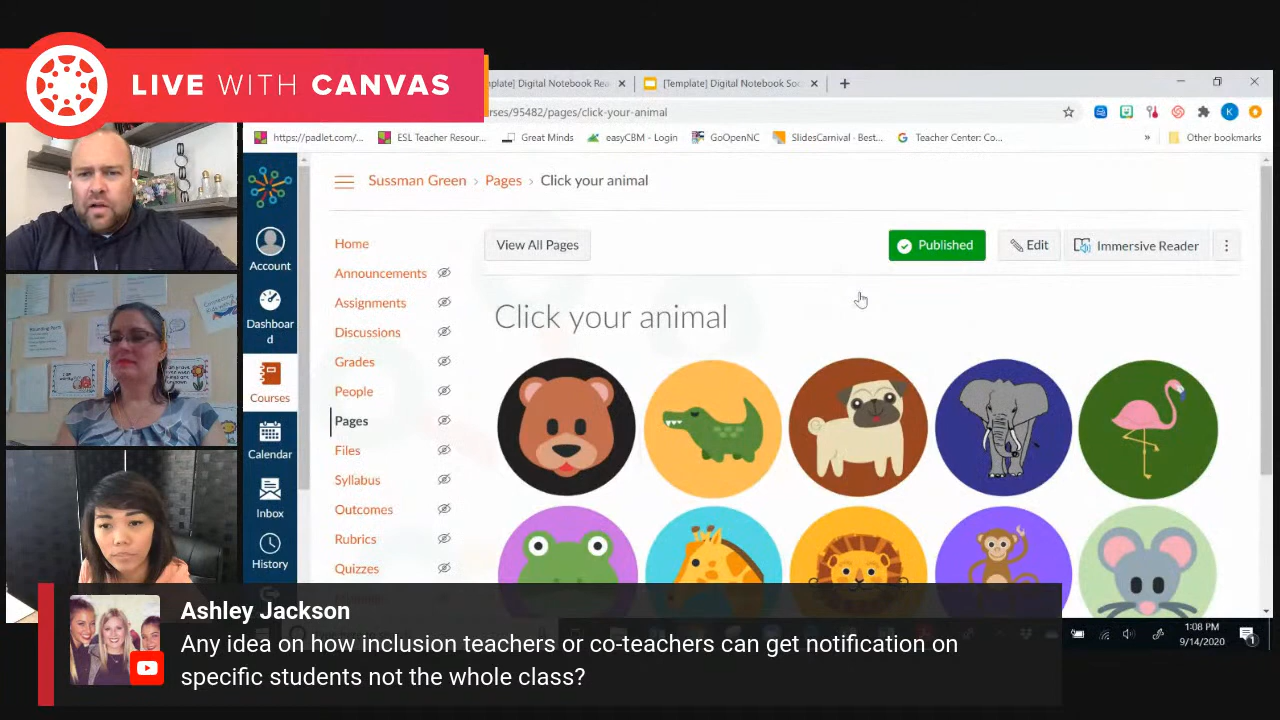 LIVE WITH CANVAS
[Template] Digital Notebook Soc
95482/pages/click-your-animal
https://padlet.com/...
ESL Teacher Resour...
Great Minds
easyCBM - Login
GoOpenNC
SlidesCarnival - Best...
Teacher Center: Co...
»
Other bookmarks
Sussman Green > Pages > Click your animal
Account
Dashboar
d
Courses
Calendar
Inbox
History
Home
Announcements
Assignments
Discussions
Grades
People
Pages
Files
Syllabus
Outcomes
Rubrics
Quizzes
View All Pages
Published
Edit
Immersive Reader
Click your animal
1:08 PM
9/14/2020
Ashley Jackson
Any idea on how inclusion teachers or co-teachers can get notification on
specific students not the whole class?